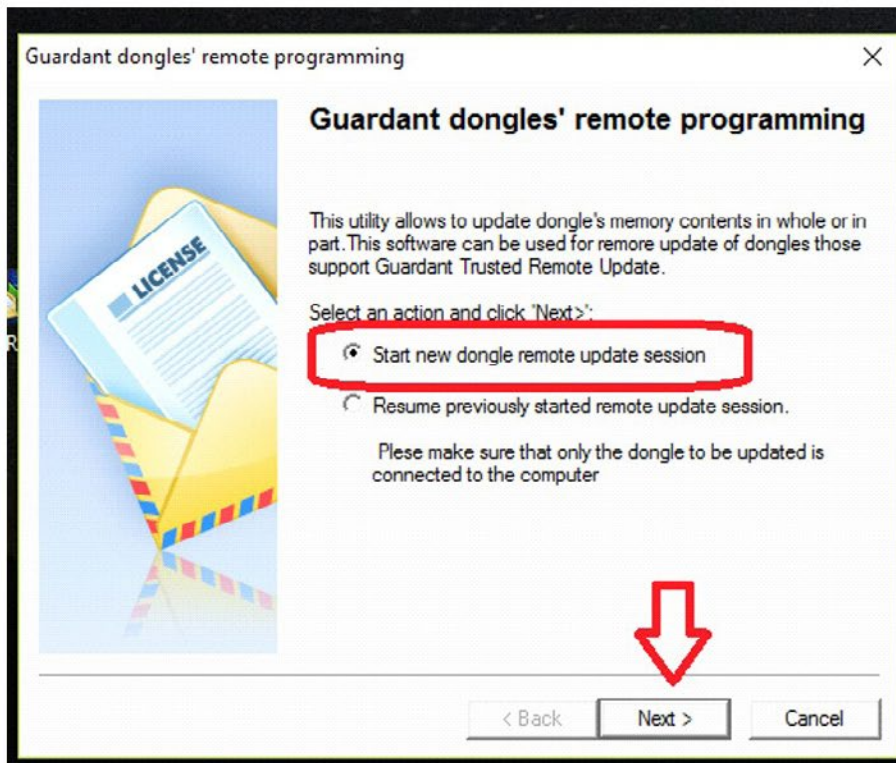 Guardant dongles' remote programming
Guardant dongles' remote programming
This utility allows to update dongle's memory contents in whole or in
part.This software can be used for remore update of dongles those
support Guardant Trusted Remote Update.
Select an action and click "Next>":
Start new dongle remote update session
Resume previously started remote update session.
Plese make sure that only the dongle to be updated is
connected to the computer
LICENSE
R
< Back
Next >
Cancel